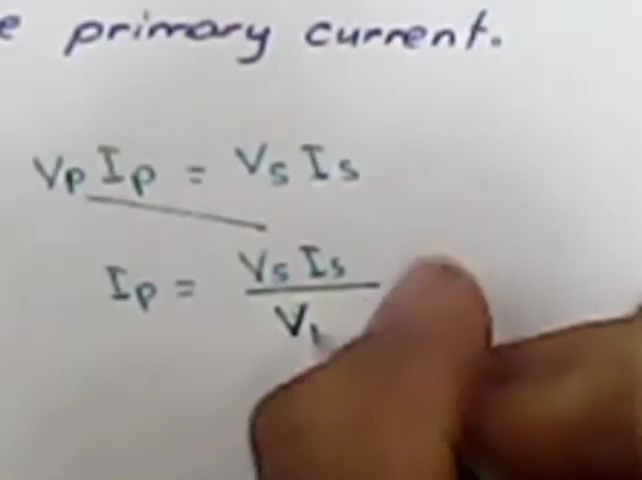 e primary current.
Vp Ip = Vs Is
Ip = Vs Is
V